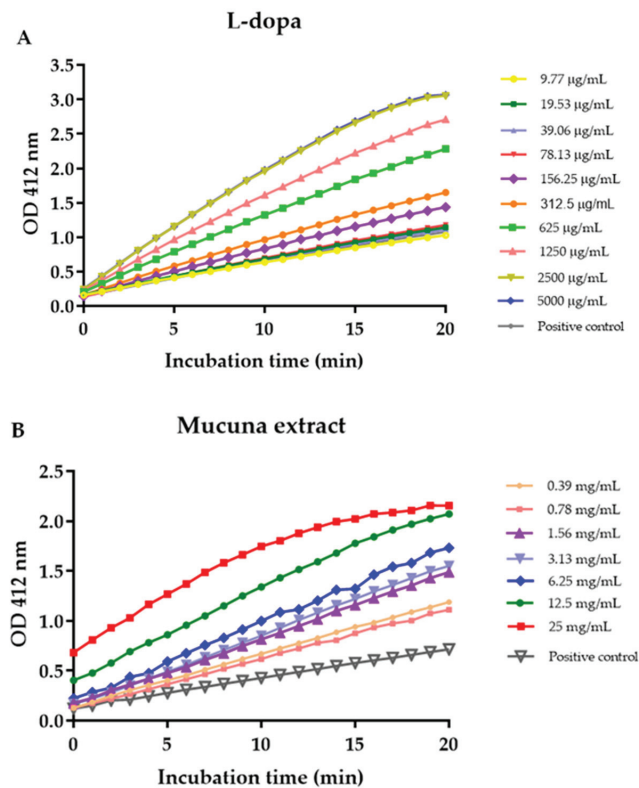 L-dopa
A
3.5
3.0
2.5
2.0
1.5
1.0
0.5
0.0
OD 412 nm
0 5 10 15 20
Incubation time (min)
9.77 µg/mL
19.53 µg/mL
39.06 µg/mL
78.13 µg/mL
156.25 µg/mL
312.5 µg/mL
625 µg/mL
1250 µg/mL
2500 µg/mL
5000 µg/mL
Positive control
B
Mucuna extract
2.5
2.0
1.5
1.0
0.5
0.0
OD 412 nm
0 5 10 15 20
Incubation time (min)
0.39 mg/mL
0.78 mg/mL
1.56 mg/mL
3.13 mg/mL
6.25 mg/mL
12.5 mg/mL
25 mg/mL
Positive control